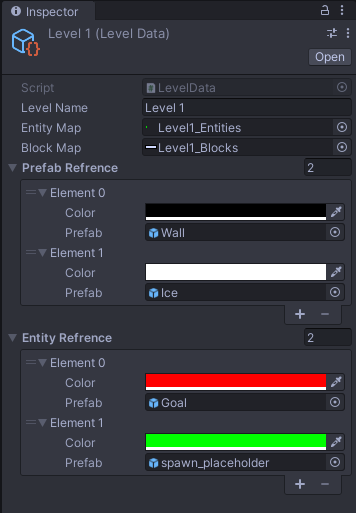 Inspector
Level 1 (Level Data)
Open
Script LevelData
Level Name Level 1
Entity Map Level1_Entities
Block Map Level1_Blocks
Prefab Refrence 2
Element 0
Color
Prefab Wall
Element 1
Color
Prefab Ice
+ −
Entity Refrence 2
Element 0
Color
Prefab Goal
Element 1
Color
Prefab spawn_placeholder
+ −